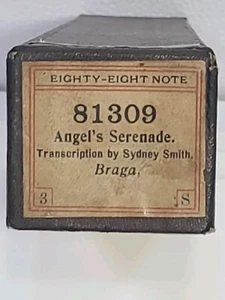 EIGHTY-EIGHT NOTE
81309
Angel's Serenade.
Transcription by Sydney Smith.
Braga,
3 S